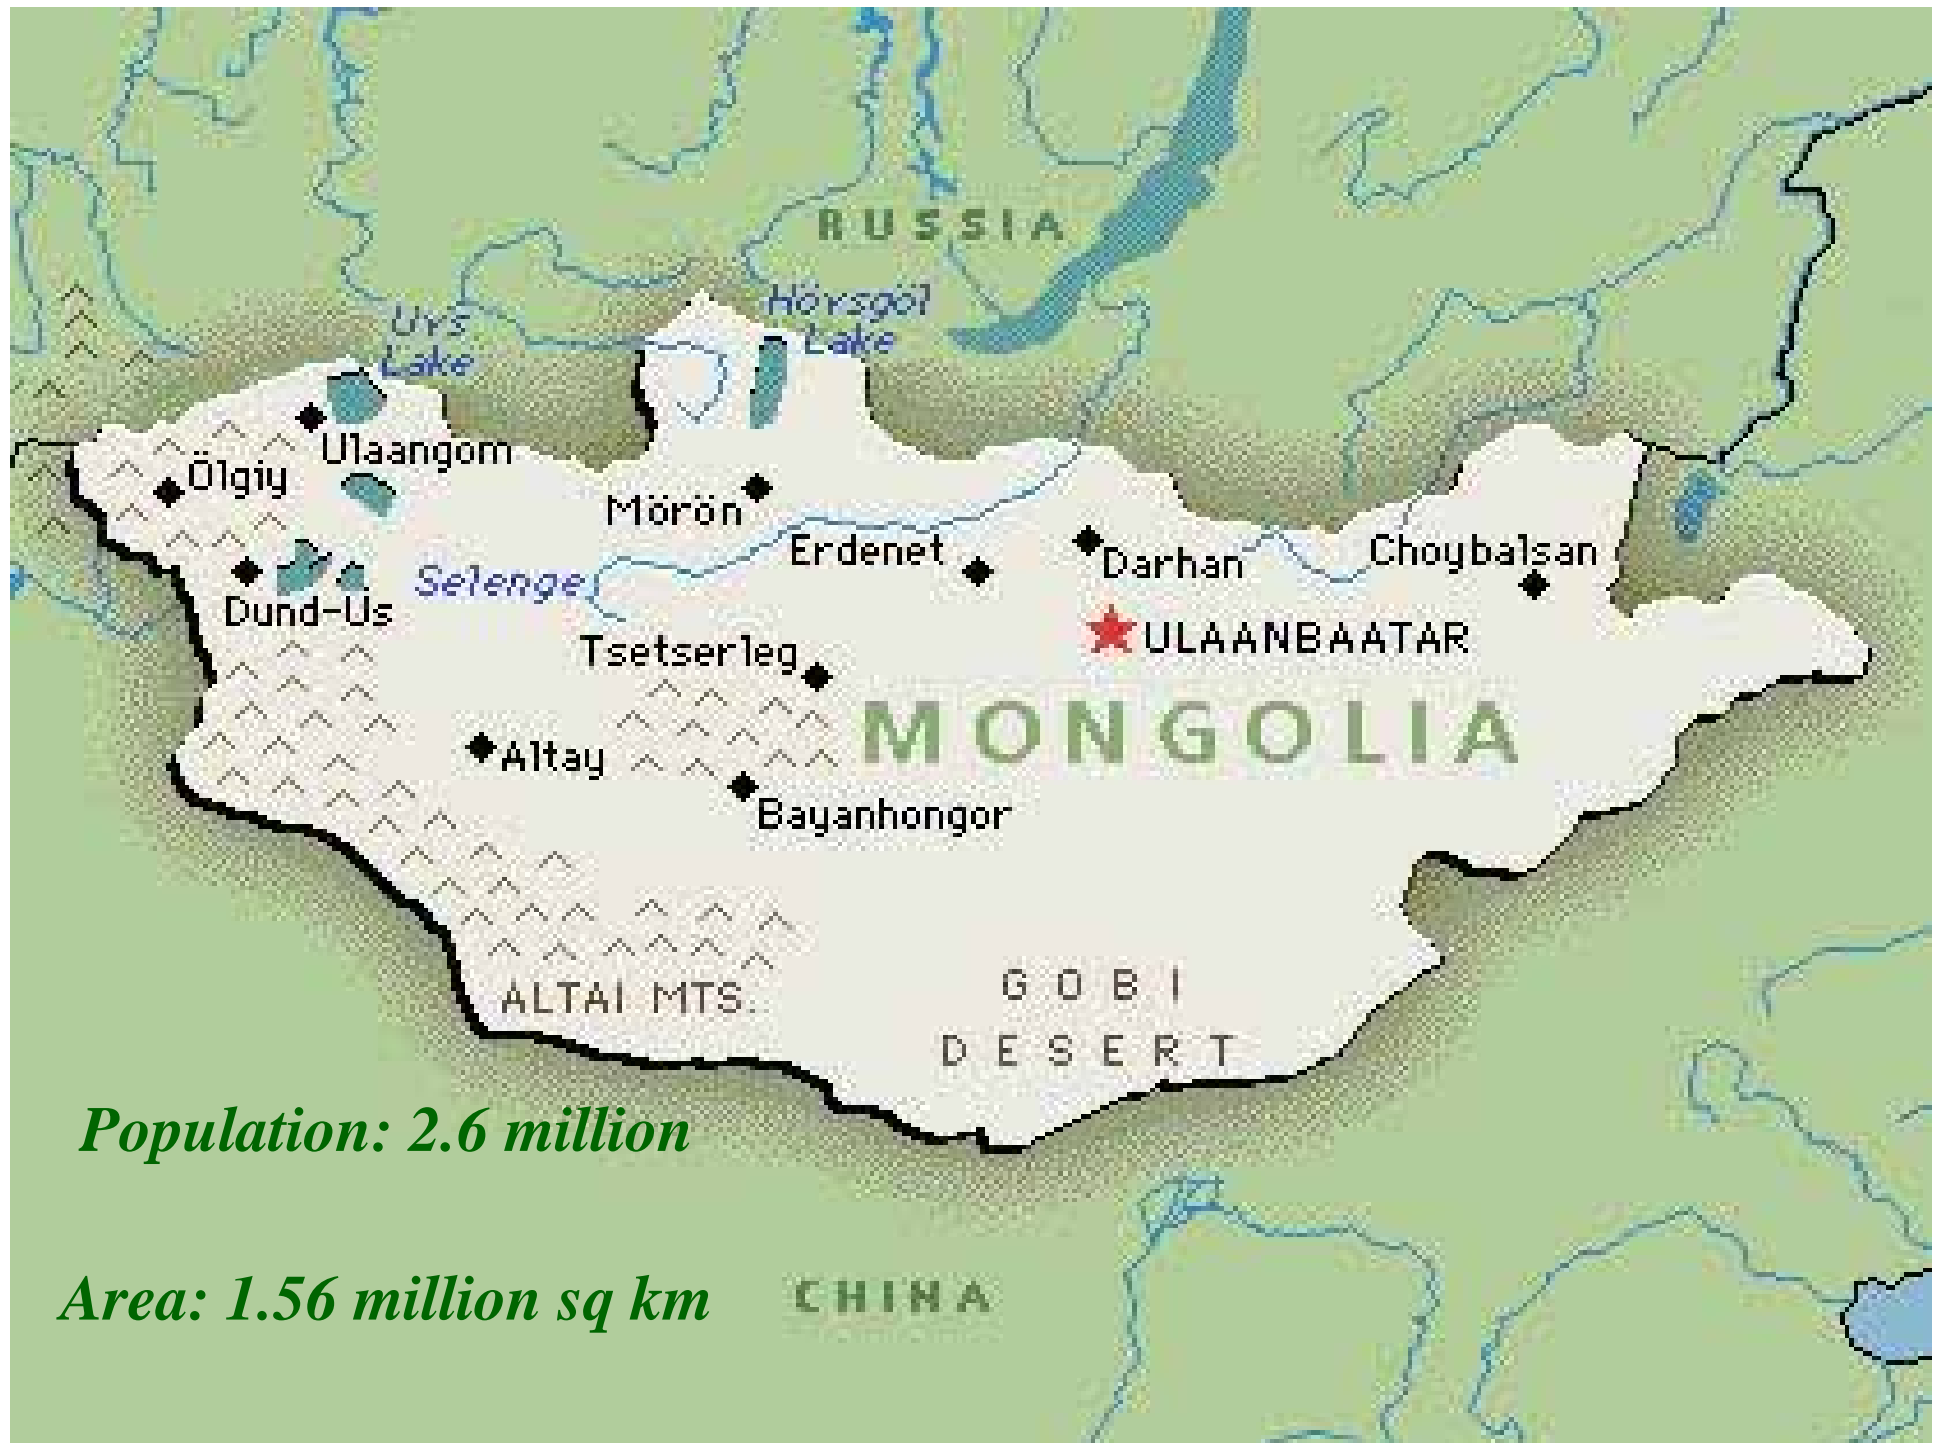 RUSSIA
Hövsgöl
Lake
Uvs
Lake
Ulaangom
Ölgiy
Mörön
Erdenet
Darhan
Choybalsan
Selenge
Dund-Us
ULAANBAATAR
Tsetserleg
MONGOLIA
Altay
Bayanhongor
ALTAI MTS.
GOBI
DESERT
Population: 2.6 million
Area: 1.56 million sq km
CHINA